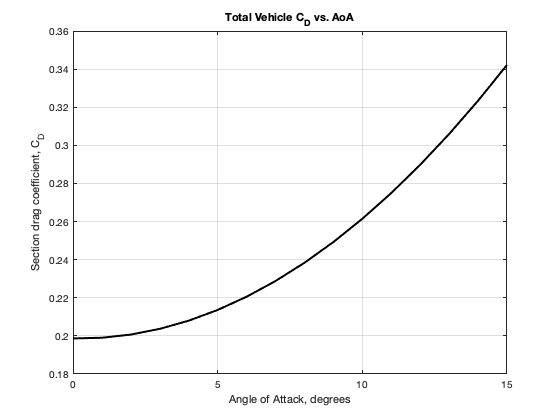 Total Vehicle C_D vs. AoA
0.36
0.34
0.32
0.3
0.28
0.26
0.24
0.22
0.2
0.18
Section drag coefficient, C_D
0 5 10 15
Angle of Attack, degrees